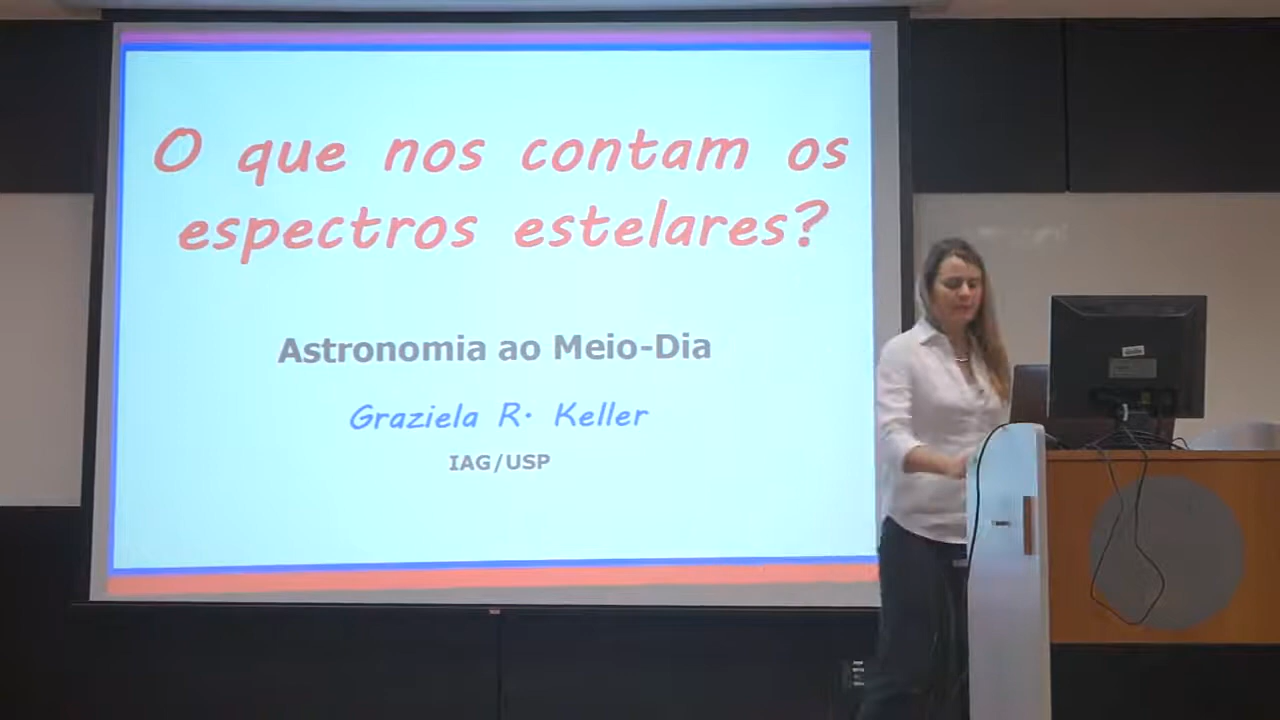 O que nos contam os
espectros estelares?
Astronomia ao Meio-Dia
Graziela R. Keller
IAG/USP